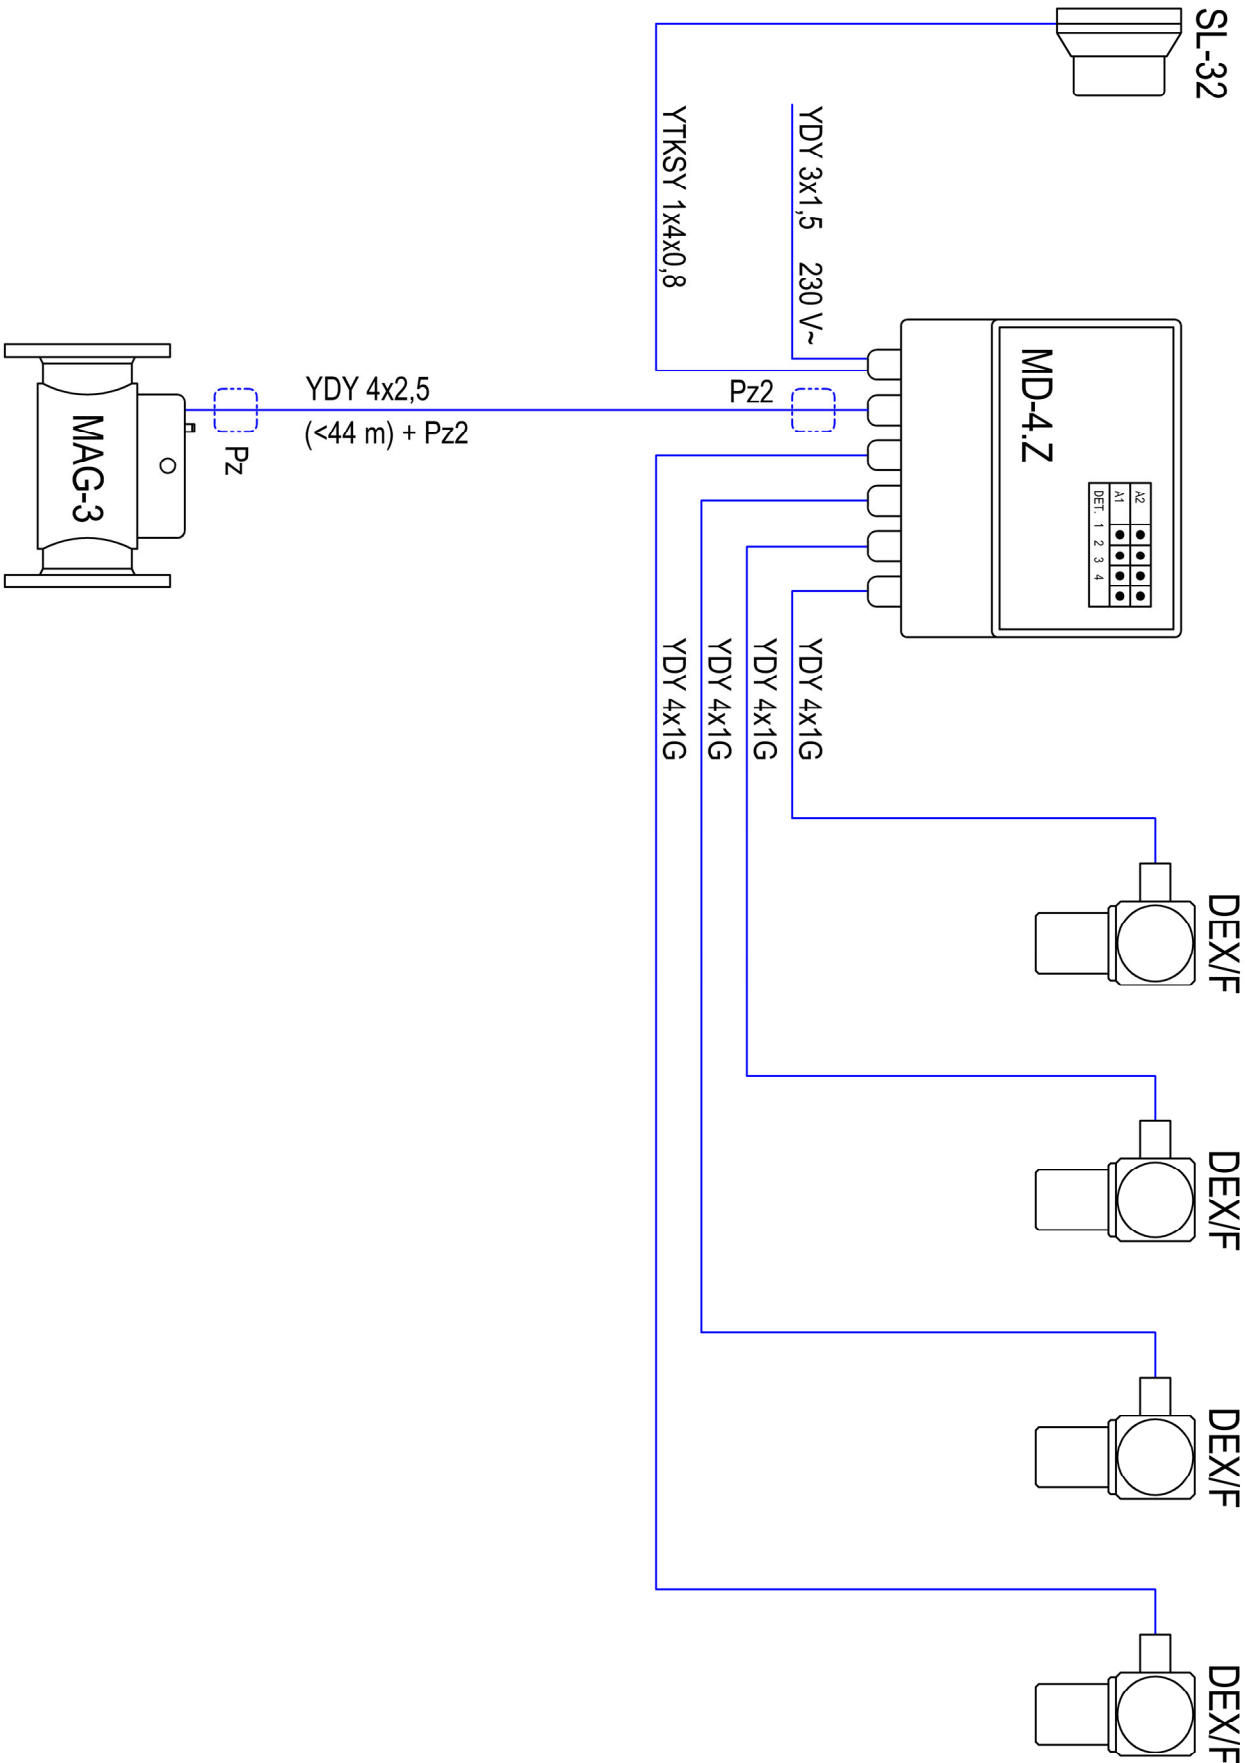 SL-32
MD-4.Z
A2
A1
DET. 1 2 3 4
DEX/F
DEX/F
DEX/F
DEX/F
YDY 3x1,5 230 V~
YTKSY 1x4x0,8
YDY 4x1G
YDY 4x1G
YDY 4x1G
YDY 4x1G
Pz2
YDY 4x2,5
(<44 m) + Pz2
Pz
MAG-3